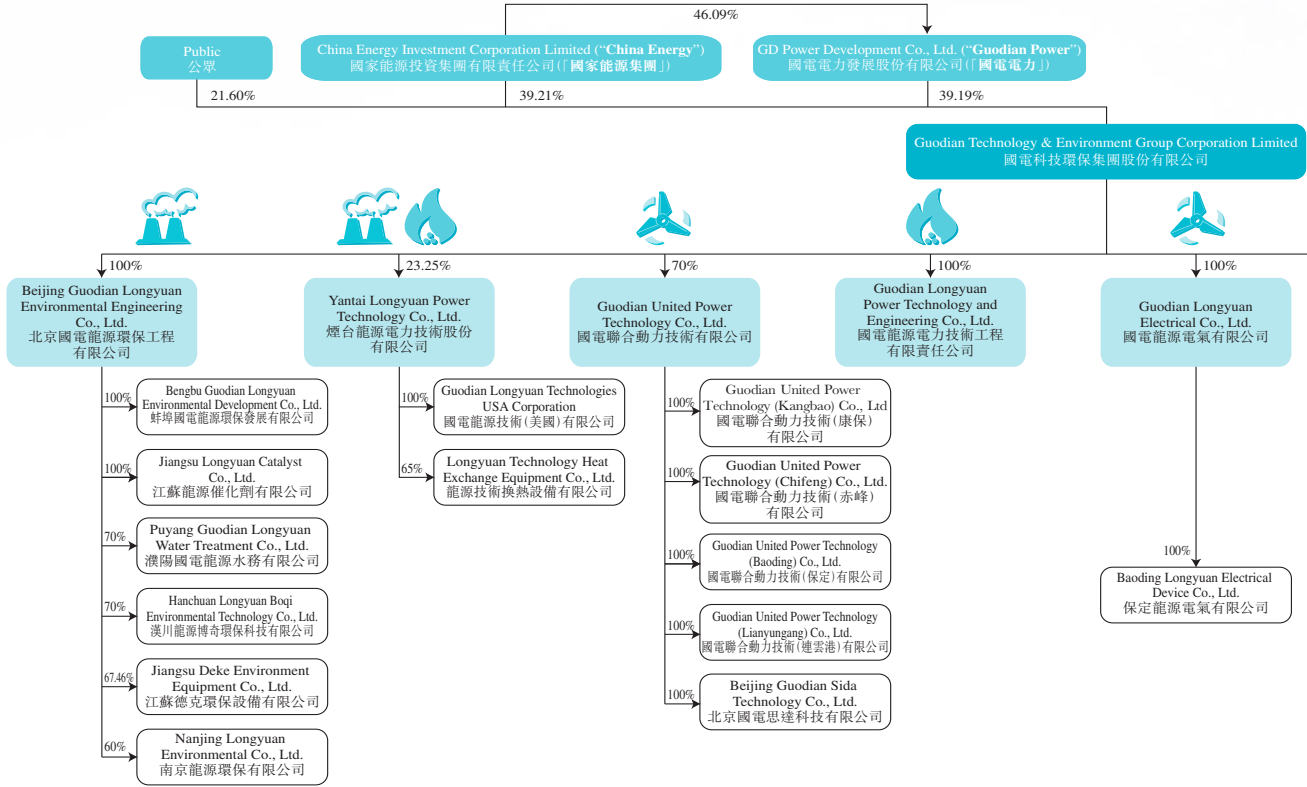 46.09%
Public
公眾
China Energy Investment Corporation Limited (“China Energy”)
國家能源投資集團有限責任公司(「國家能源集團」)
GD Power Development Co., Ltd. (“Guodian Power”)
國電電力發展股份有限公司(「國電電力」)
21.60%
39.21%
39.19%
Guodian Technology & Environment Group Corporation Limited
國電科技環保集團股份有限公司
100%
23.25%
70%
100%
100%
Beijing Guodian Longyuan
Environmental Engineering
Co., Ltd.
北京國電龍源環保工程
有限公司
Yantai Longyuan Power
Technology Co., Ltd.
煙台龍源電力技術股份
有限公司
Guodian United Power
Technology Co., Ltd.
國電聯合動力技術有限公司
Guodian Longyuan
Power Technology and
Engineering Co., Ltd.
國電龍源電力技術工程
有限責任公司
Guodian Longyuan
Electrical Co., Ltd.
國電龍源電氣有限公司
100%
Bengbu Guodian Longyuan
Environmental Development Co., Ltd.
蚌埠國電龍源環保發展有限公司
100%
Jiangsu Longyuan Catalyst
Co., Ltd.
江蘇龍源催化劑有限公司
70%
Puyang Guodian Longyuan
Water Treatment Co., Ltd.
濮陽國電龍源水務有限公司
70%
Hanchuan Longyuan Boqi
Environmental Technology Co., Ltd.
漢川龍源博奇環保科技有限公司
67.46%
Jiangsu Deke Environment
Equipment Co., Ltd.
江蘇德克環保設備有限公司
60%
Nanjing Longyuan
Environmental Co., Ltd.
南京龍源環保有限公司
100%
Guodian Longyuan Technologies
USA Corporation
國電龍源技術(美國)有限公司
65%
Longyuan Technology Heat
Exchange Equipment Co., Ltd.
龍源技術換熱設備有限公司
100%
Guodian United Power
Technology (Kangbao) Co., Ltd
國電聯合動力技術(康保)
有限公司
100%
Guodian United Power
Technology (Chifeng) Co., Ltd.
國電聯合動力技術(赤峰)
有限公司
100%
Guodian United Power Technology
(Baoding) Co., Ltd.
國電聯合動力技術(保定)有限公司
100%
Guodian United Power Technology
(Lianyungang) Co., Ltd.
國電聯合動力技術(連雲港)有限公司
100%
Beijing Guodian Sida
Technology Co., Ltd.
北京國電思達科技有限公司
100%
Baoding Longyuan Electrical
Device Co., Ltd.
保定龍源電氣有限公司